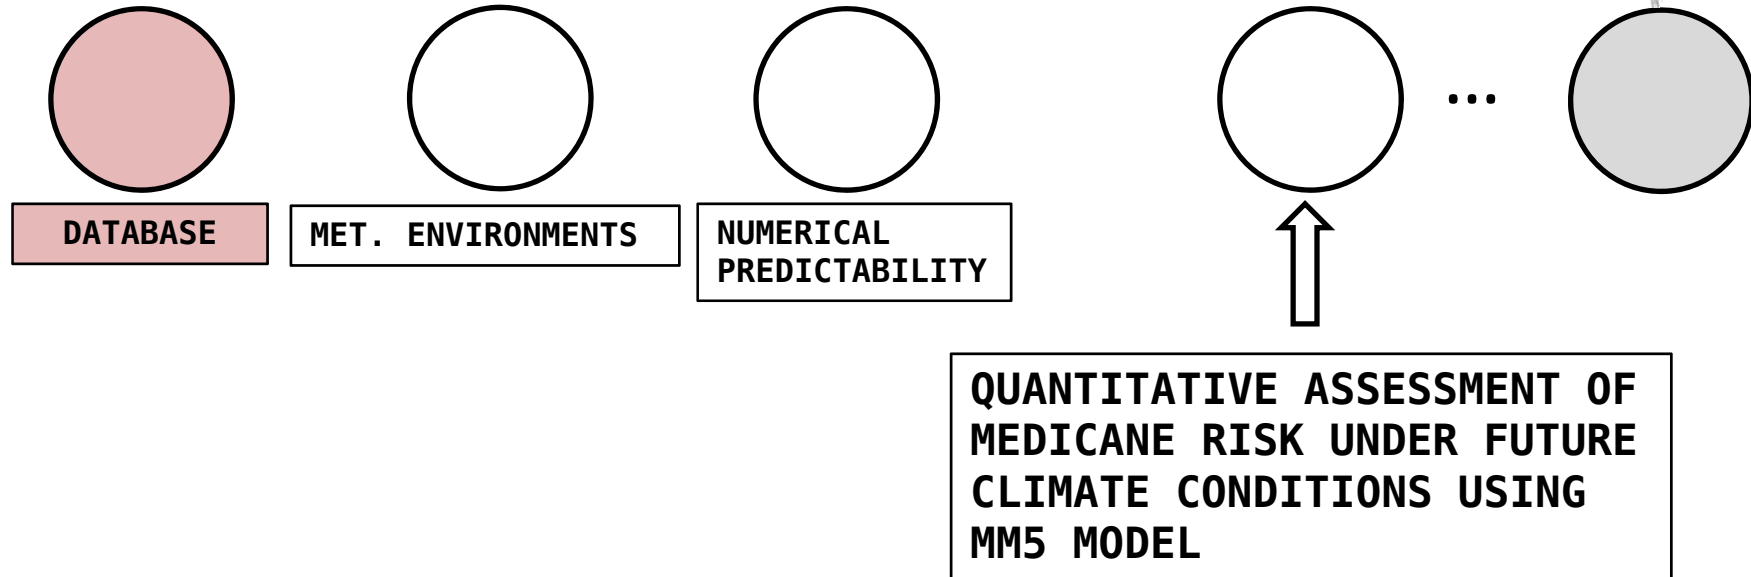 ...
DATABASE
MET. ENVIRONMENTS
NUMERICAL
PREDICTABILITY
QUANTITATIVE ASSESSMENT OF
MEDICANE RISK UNDER FUTURE
CLIMATE CONDITIONS USING
MM5 MODEL